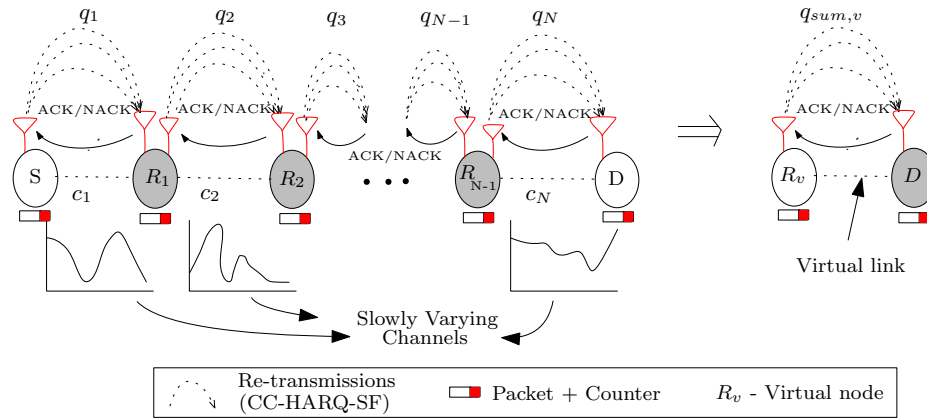 q1 q2 q3 qN−1 qN qsum,v
ACK/NACK ACK/NACK ACK/NACK ACK/NACK
ACK/NACK
S R1 R2 • • • RN-1 D Rv D
c1 c2 cN
Virtual link
Slowly Varying
Channels
Re-transmissions
(CC-HARQ-SF)
Packet + Counter
Rv - Virtual node